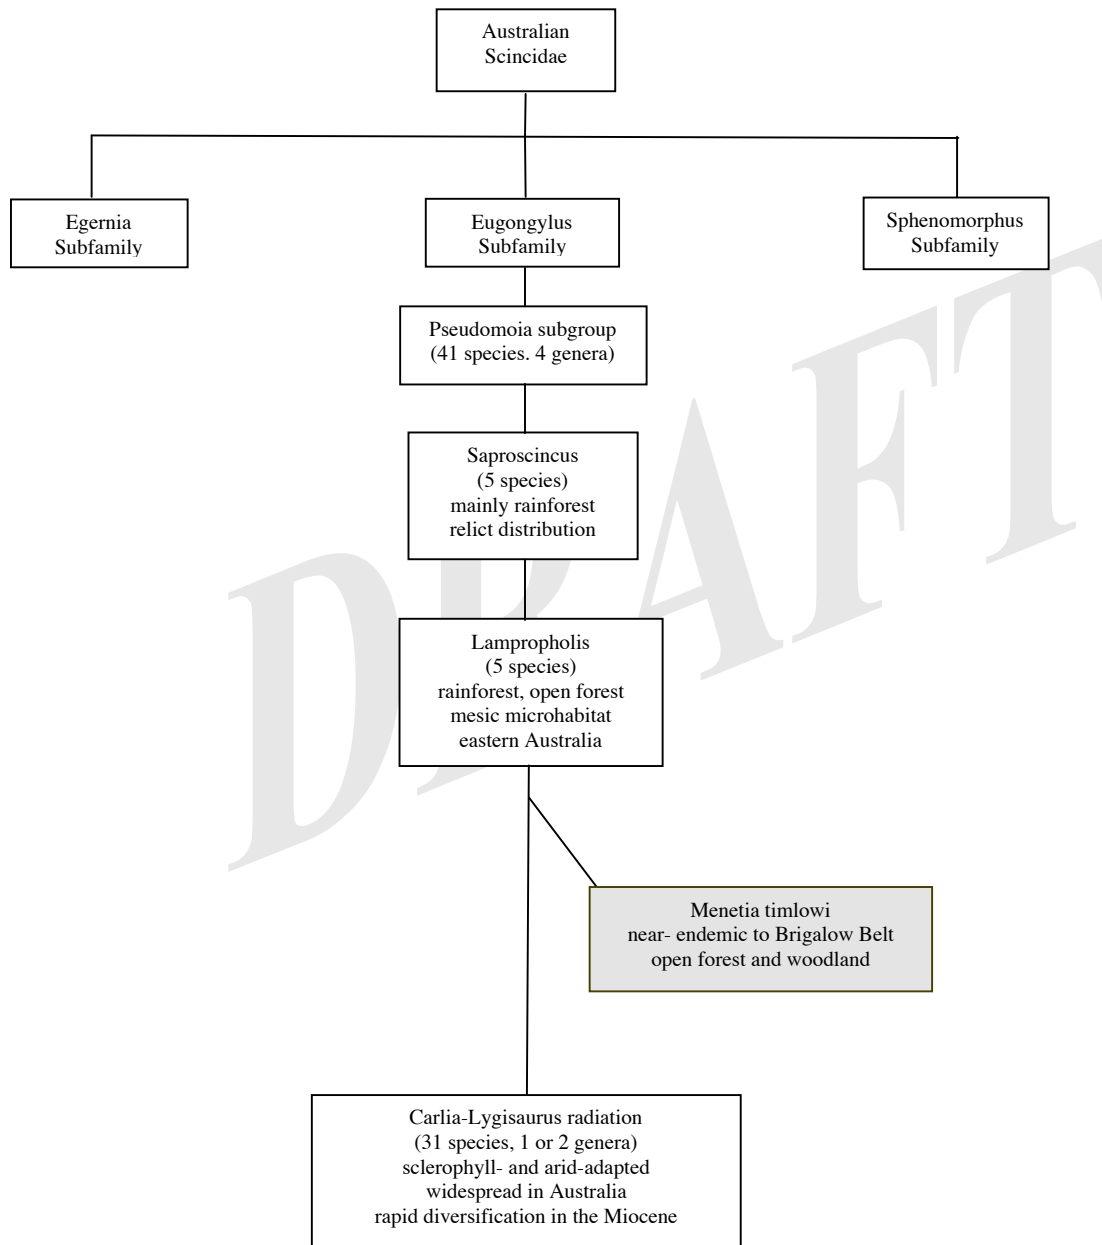 Australian
Scincidae
Egernia
Subfamily
Eugongylus
Subfamily
Sphenomorphus
Subfamily
Pseudomoia subgroup
(41 species. 4 genera)
Saproscincus
(5 species)
mainly rainforest
relict distribution
Lampropholis
(5 species)
rainforest, open forest
mesic microhabitat
eastern Australia
Menetia timlowi
near- endemic to Brigalow Belt
open forest and woodland
Carlia-Lygisaurus radiation
(31 species, 1 or 2 genera)
sclerophyll- and arid-adapted
widespread in Australia
rapid diversification in the Miocene
DRAFT